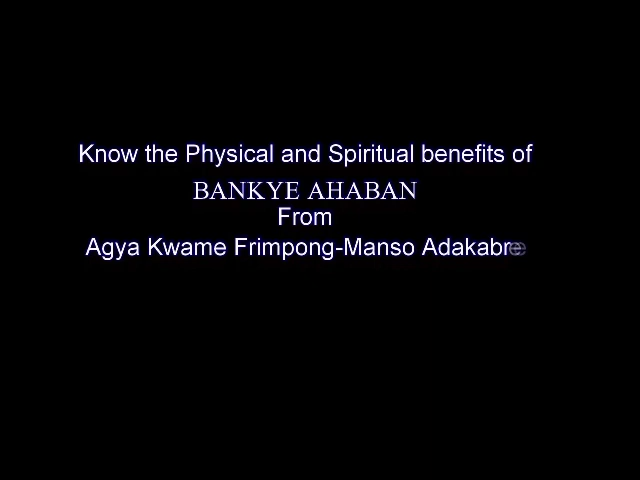 Know the Physical and Spiritual benefits of
BANKYE AHABAN
From
Agya Kwame Frimpong-Manso Adakabre